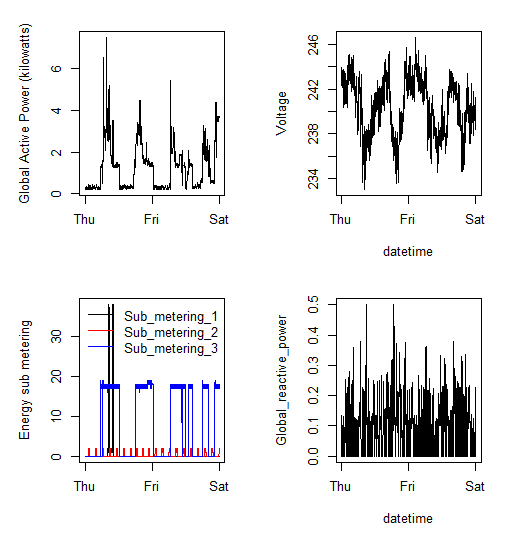 Global Active Power (kilowatts)
0 2 4 6
Thu Fri Sat
Voltage
234 238 242 246
Thu Fri Sat
datetime
Energy sub metering
0 10 20 30
Sub_metering_1
Sub_metering_2
Sub_metering_3
Thu Fri Sat
Global_reactive_power
0.0 0.1 0.2 0.3 0.4 0.5
Thu Fri Sat
datetime